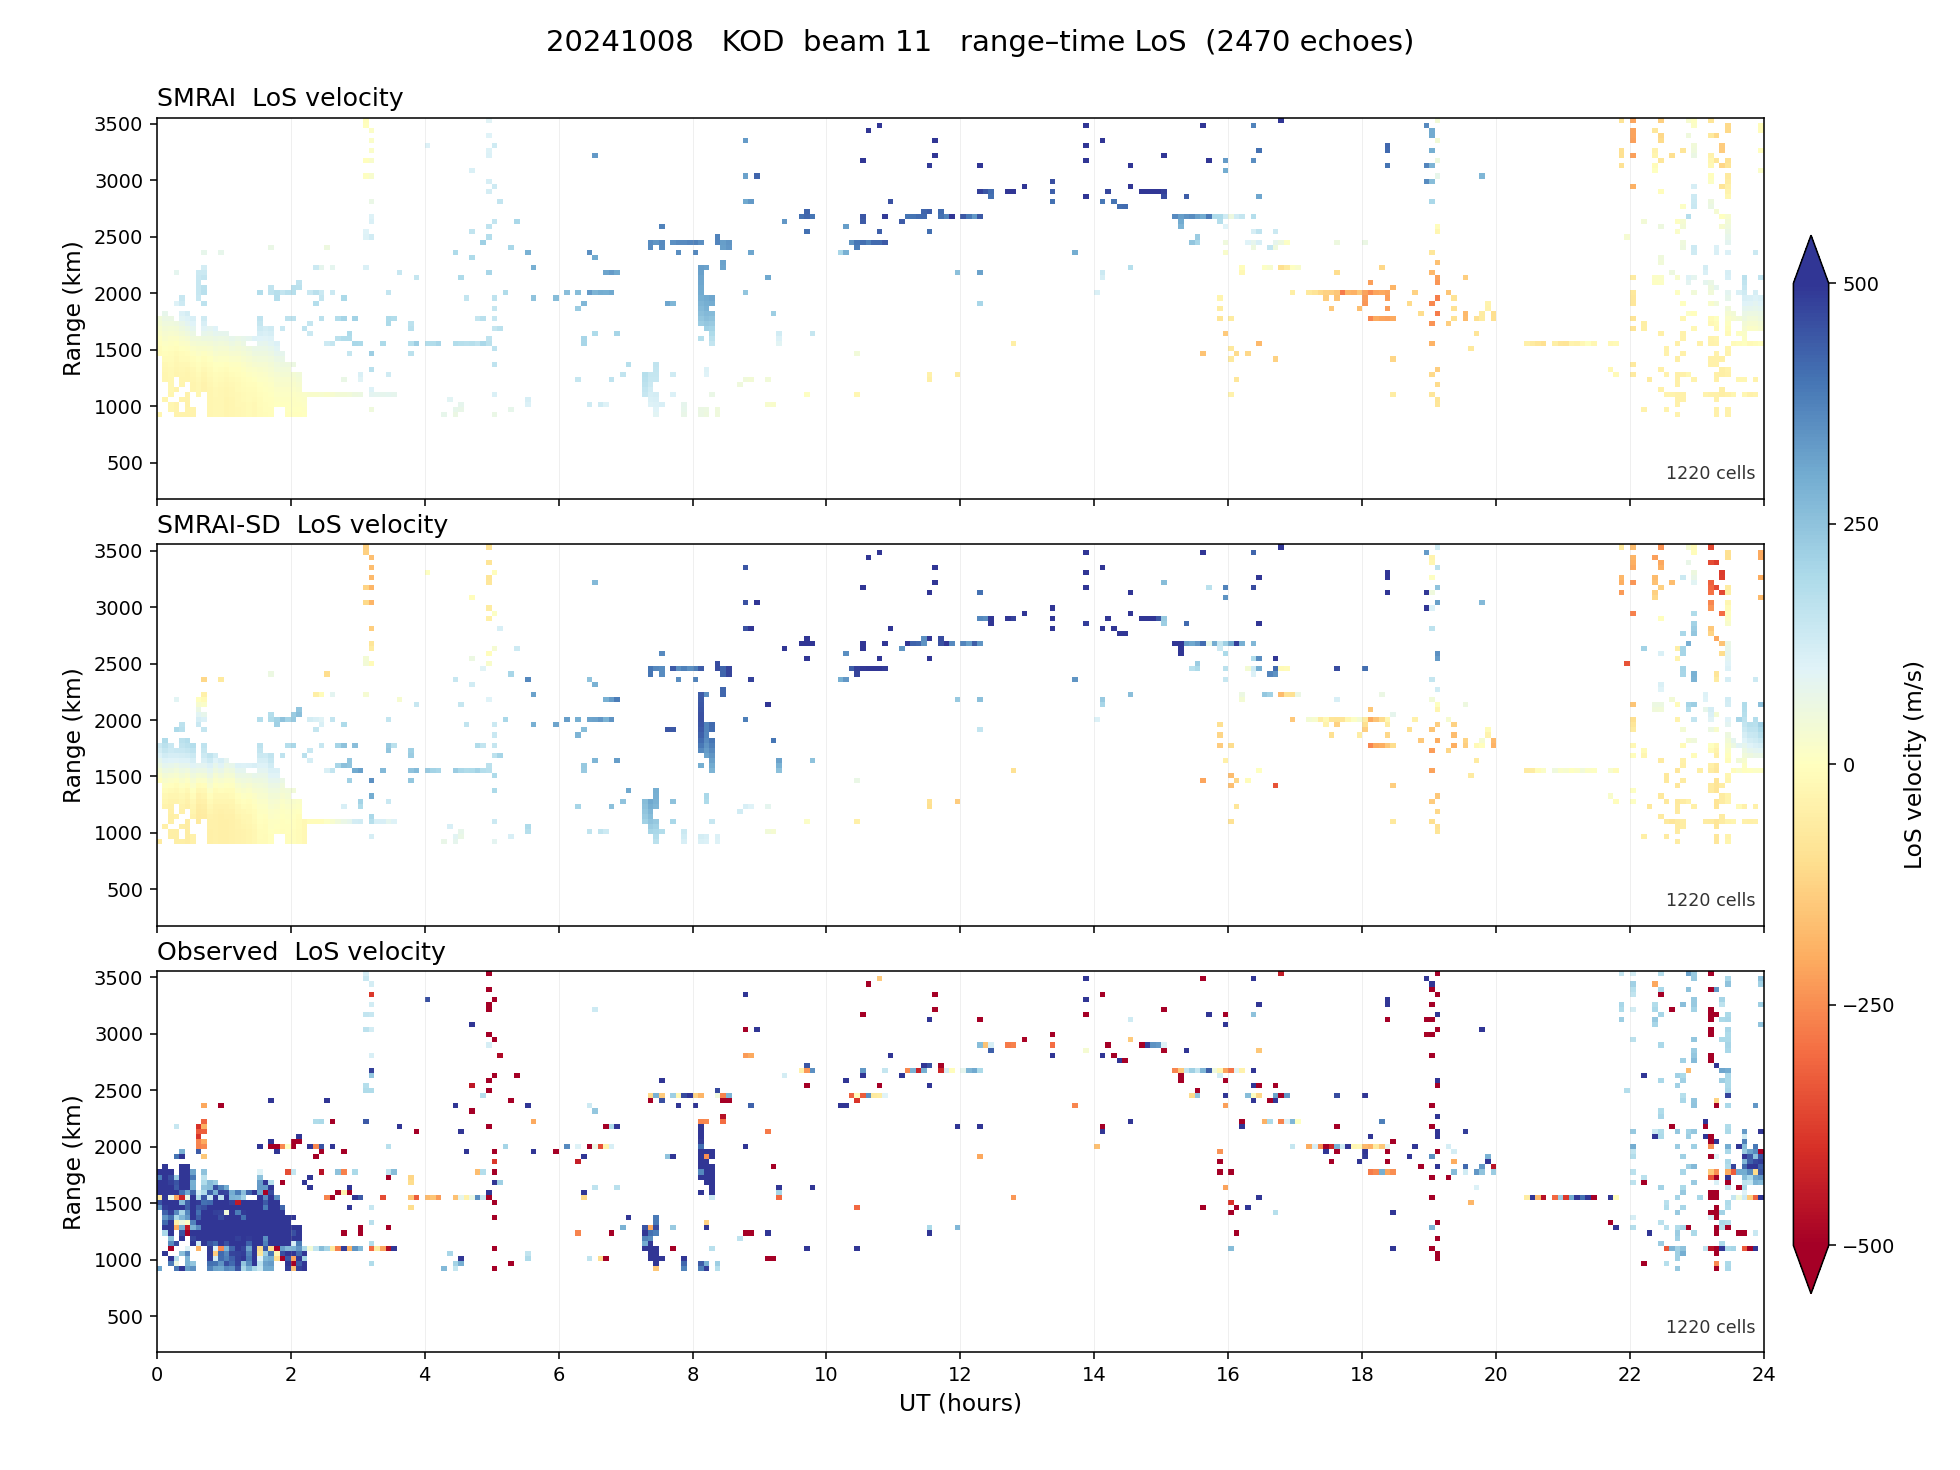 20241008   KOD  beam 11   range–time LoS  (2470 echoes)
SMRAI  LoS velocity
3500
3000
2500
2000
1500
1000
500
Range (km)
1220 cells
SMRAI-SD  LoS velocity
3500
3000
2500
2000
1500
1000
500
Range (km)
1220 cells
Observed  LoS velocity
3500
3000
2500
2000
1500
1000
500
Range (km)
1220 cells
0 2 4 6 8 10 12 14 16 18 20 22 24
UT (hours)
500
250
0
−250
−500
LoS velocity (m/s)